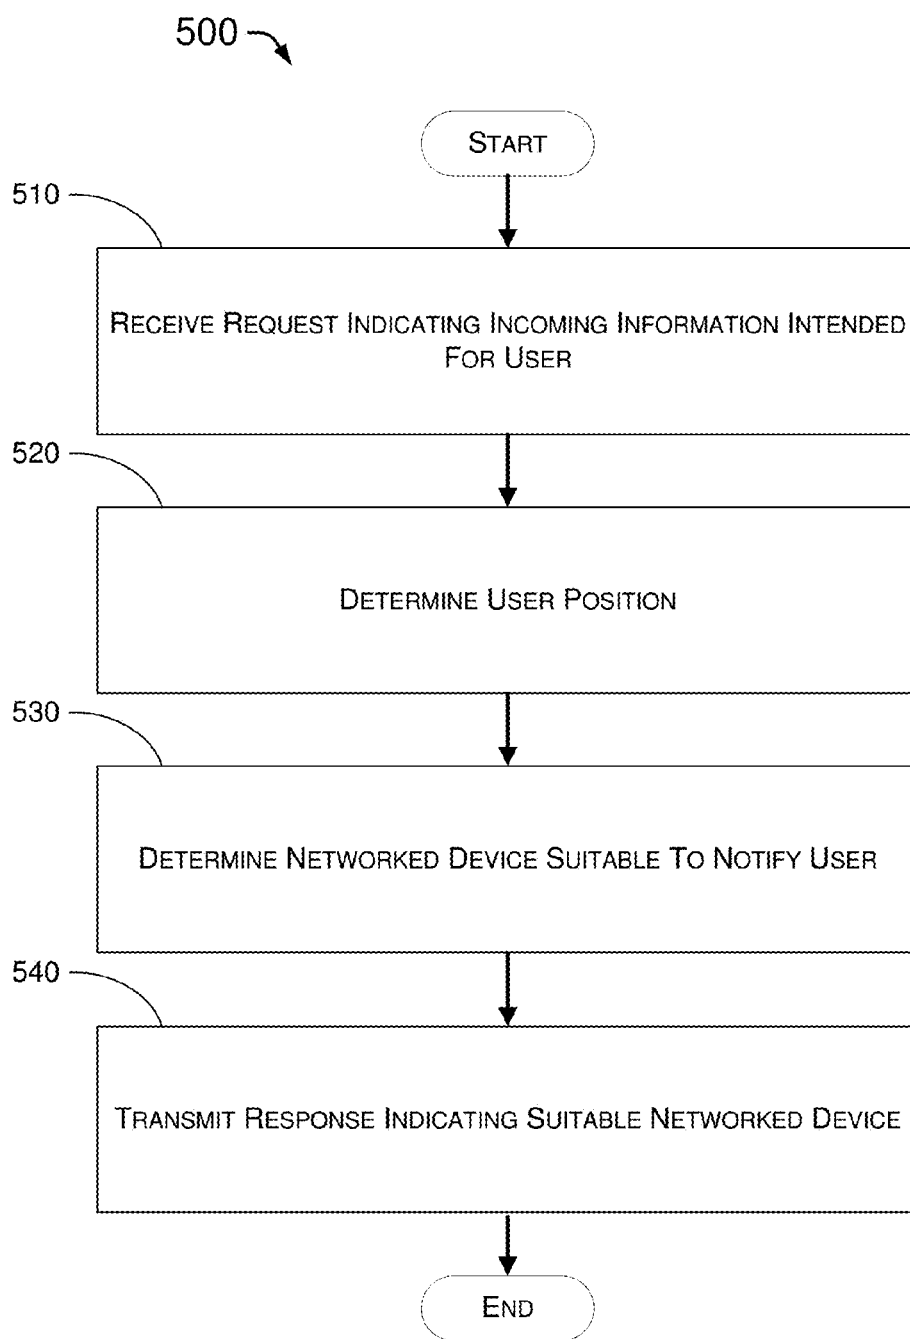 500
START
510
RECEIVE REQUEST INDICATING INCOMING INFORMATION INTENDED
FOR USER
520
DETERMINE USER POSITION
530
DETERMINE NETWORKED DEVICE SUITABLE TO NOTIFY USER
540
TRANSMIT RESPONSE INDICATING SUITABLE NETWORKED DEVICE
END